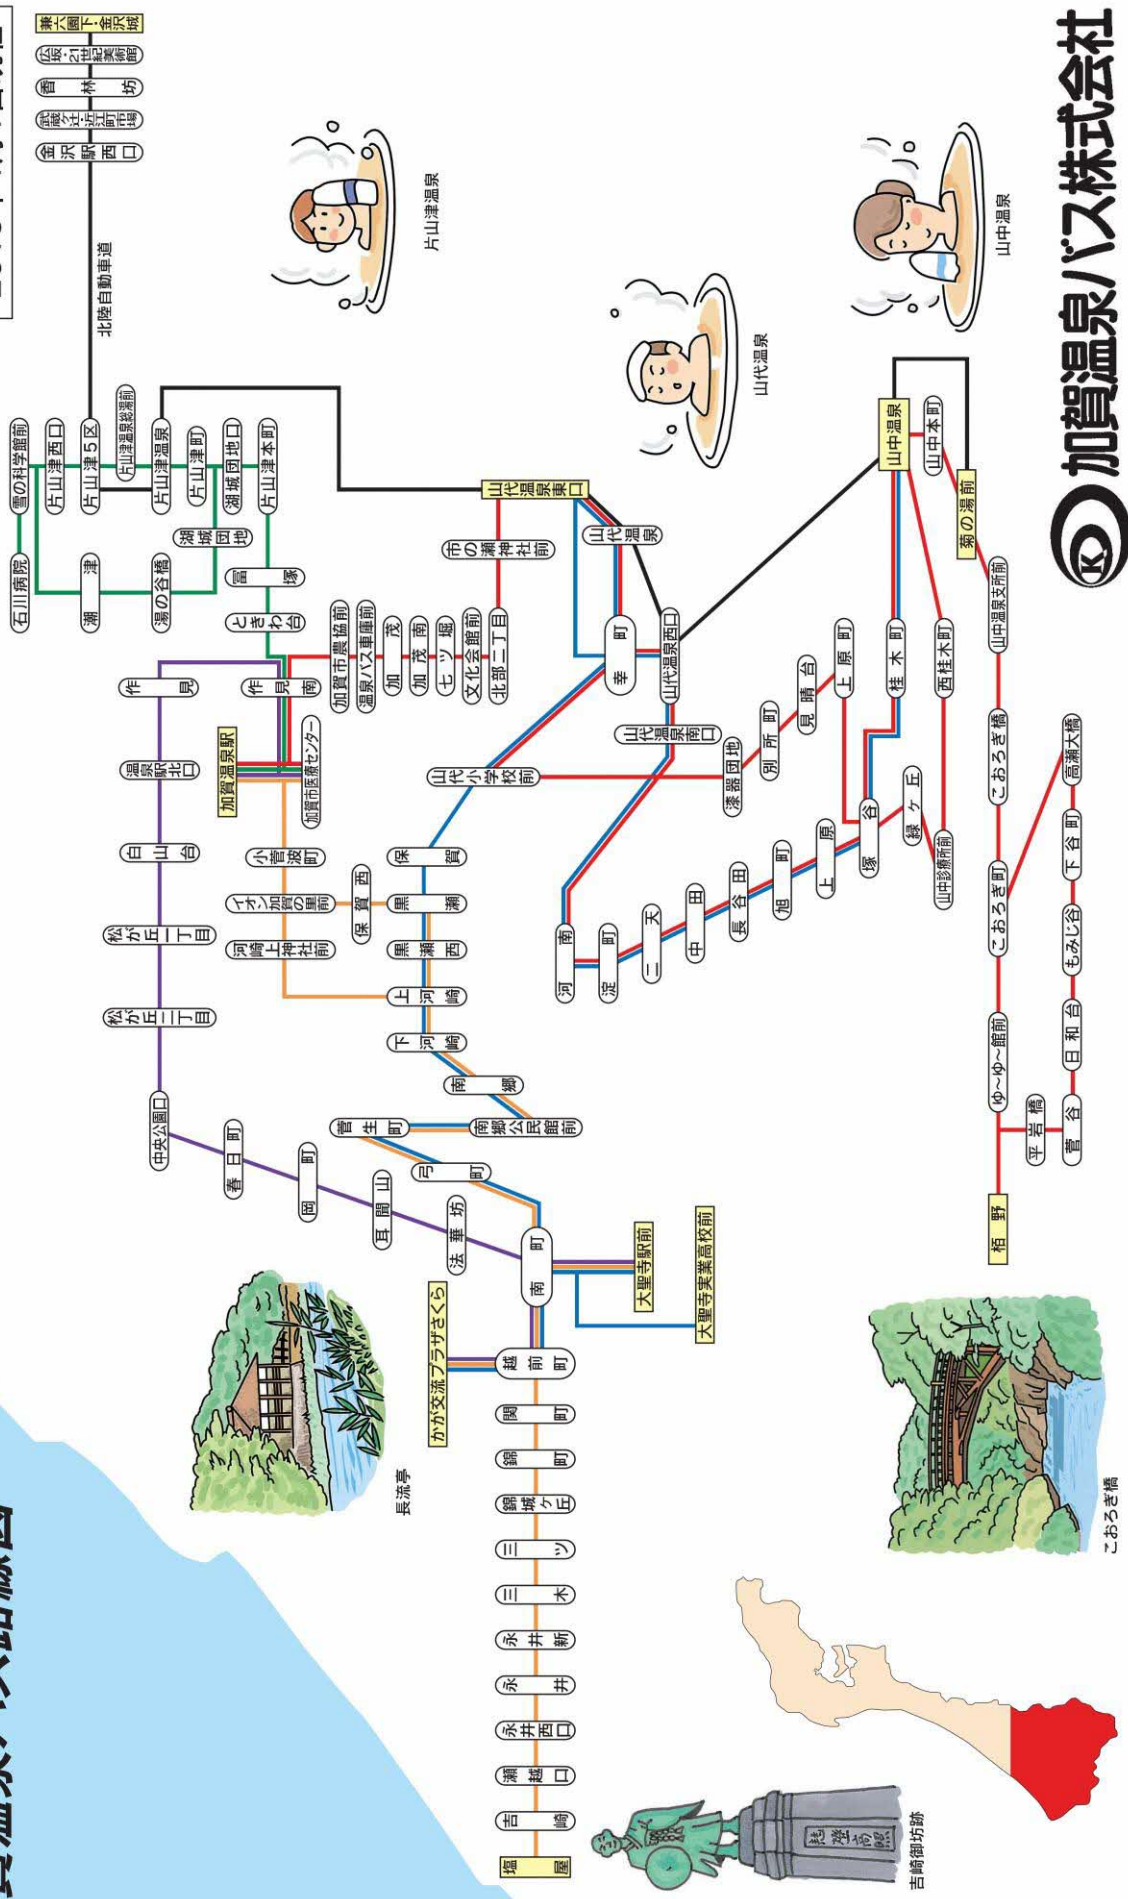 加賀温泉バス株式会社
K
兼六園下・金沢城
広坂・21世紀美術館
香林坊
武蔵ケ辻・近江町市場
金沢駅西口
北陸自動車道
雪の科学館前
片山津西口
片山津5区
片山津温泉総湯前
片山津温泉
片山津町
湖城団地口
片山津本町
石川病院
潮津
湯の谷橋
湖城団地
冨塚
ときわ台
作見
作見南
温泉駅北口
加賀温泉駅
加賀市医療センター
白山台
松が丘一丁目
松が丘二丁目
中央公園口
春日町
岡町
耳聞山
法華坊
小菅波町
イオン加賀の里前
河崎上神社前
保賀西
加賀市農協前
温泉バス車庫前
加茂
加茂南
七ツ堀
文化会館前
北部二丁目
市の瀬神社前
山代温泉東口
山代温泉
幸町
山代温泉西口
山代温泉南口
山代小学校前
保賀
黒瀬
黒瀬西
上河崎
下河崎
南郷
南郷公民館前
菅生町
弓町
南町
大聖寺駅前
大聖寺実業高校前
かが交流プラザさくら
越前町
関町
錦町
錦城ケ丘
三ツ
三木
永井新
永井
永井西口
瀬越口
吉崎
塩屋
漆器団地
別所町
見晴台
上原町
河南
淀町
二天
中田
長谷田
旭町
上原
塚谷
緑ケ丘
山中診療所前
桂木町
西桂木町
山中温泉
山中本町
菊の湯前
山中温泉支所前
こおろぎ橋
こおろぎ町
ゆ～ゆ～館前
栢野
高瀬大橋
下谷町
もみじ谷
日和台
菅谷
平岩橋
片山津温泉
山代温泉
山中温泉
長流亭
こおろぎ橋
吉崎御坊跡